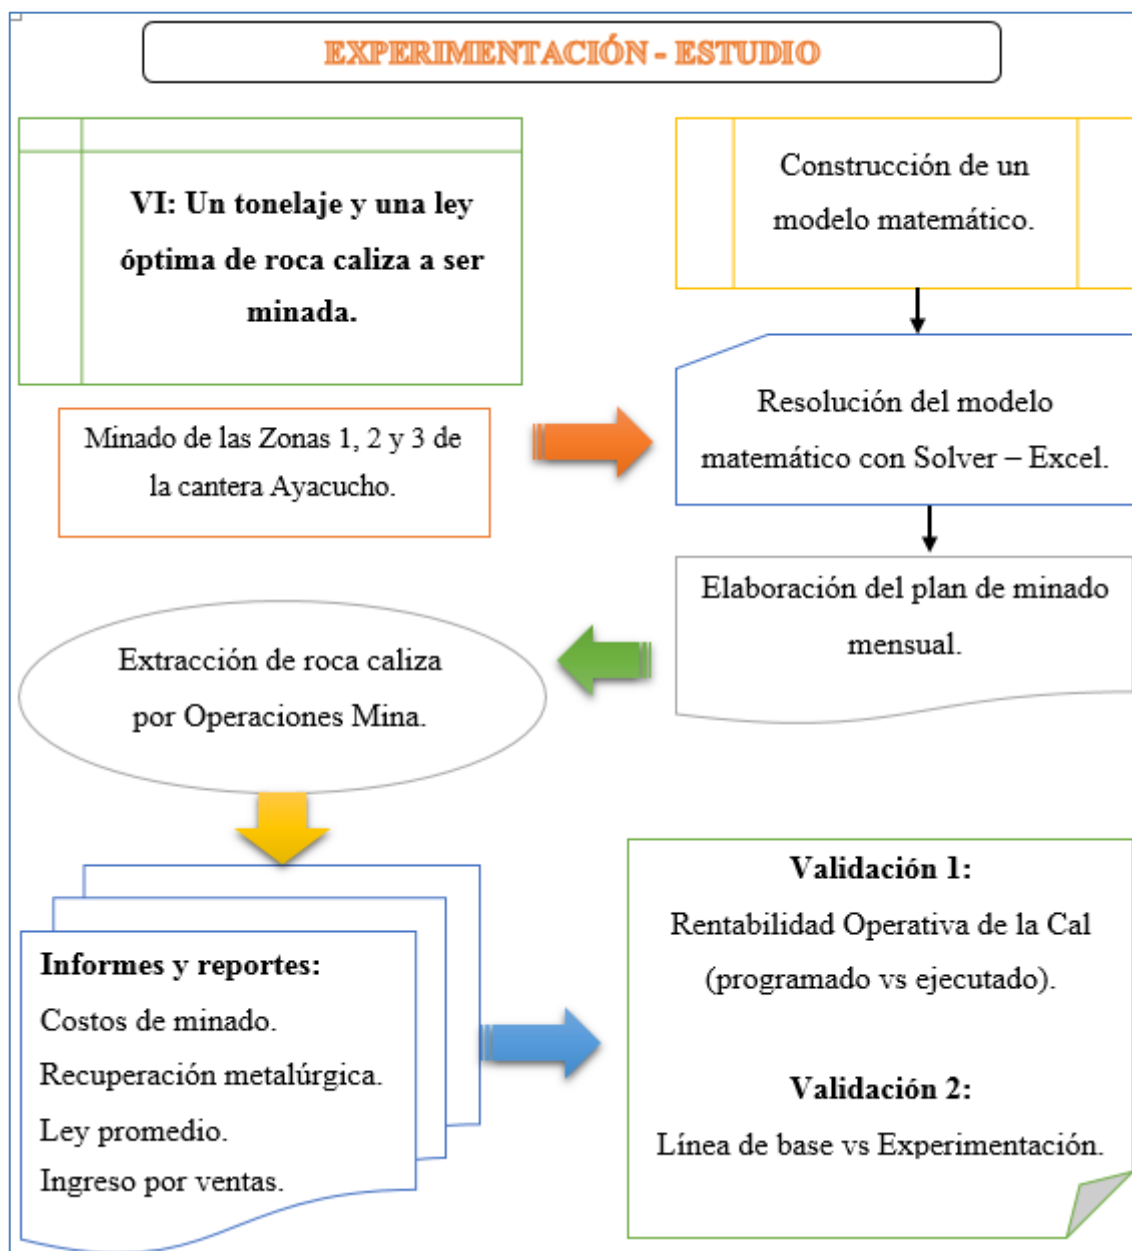 EXPERIMENTACIÓN - ESTUDIO
VI: Un tonelaje y una ley
óptima de roca caliza a ser
minada.
Minado de las Zonas 1, 2 y 3 de
la cantera Ayacucho.
Construcción de un
modelo matemático.
Resolución del modelo
matemático con Solver – Excel.
Elaboración del plan de minado
mensual.
Extracción de roca caliza
por Operaciones Mina.
Informes y reportes:
Costos de minado.
Recuperación metalúrgica.
Ley promedio.
Ingreso por ventas.
Validación 1:
Rentabilidad Operativa de la Cal
(programado vs ejecutado).
Validación 2:
Línea de base vs Experimentación.